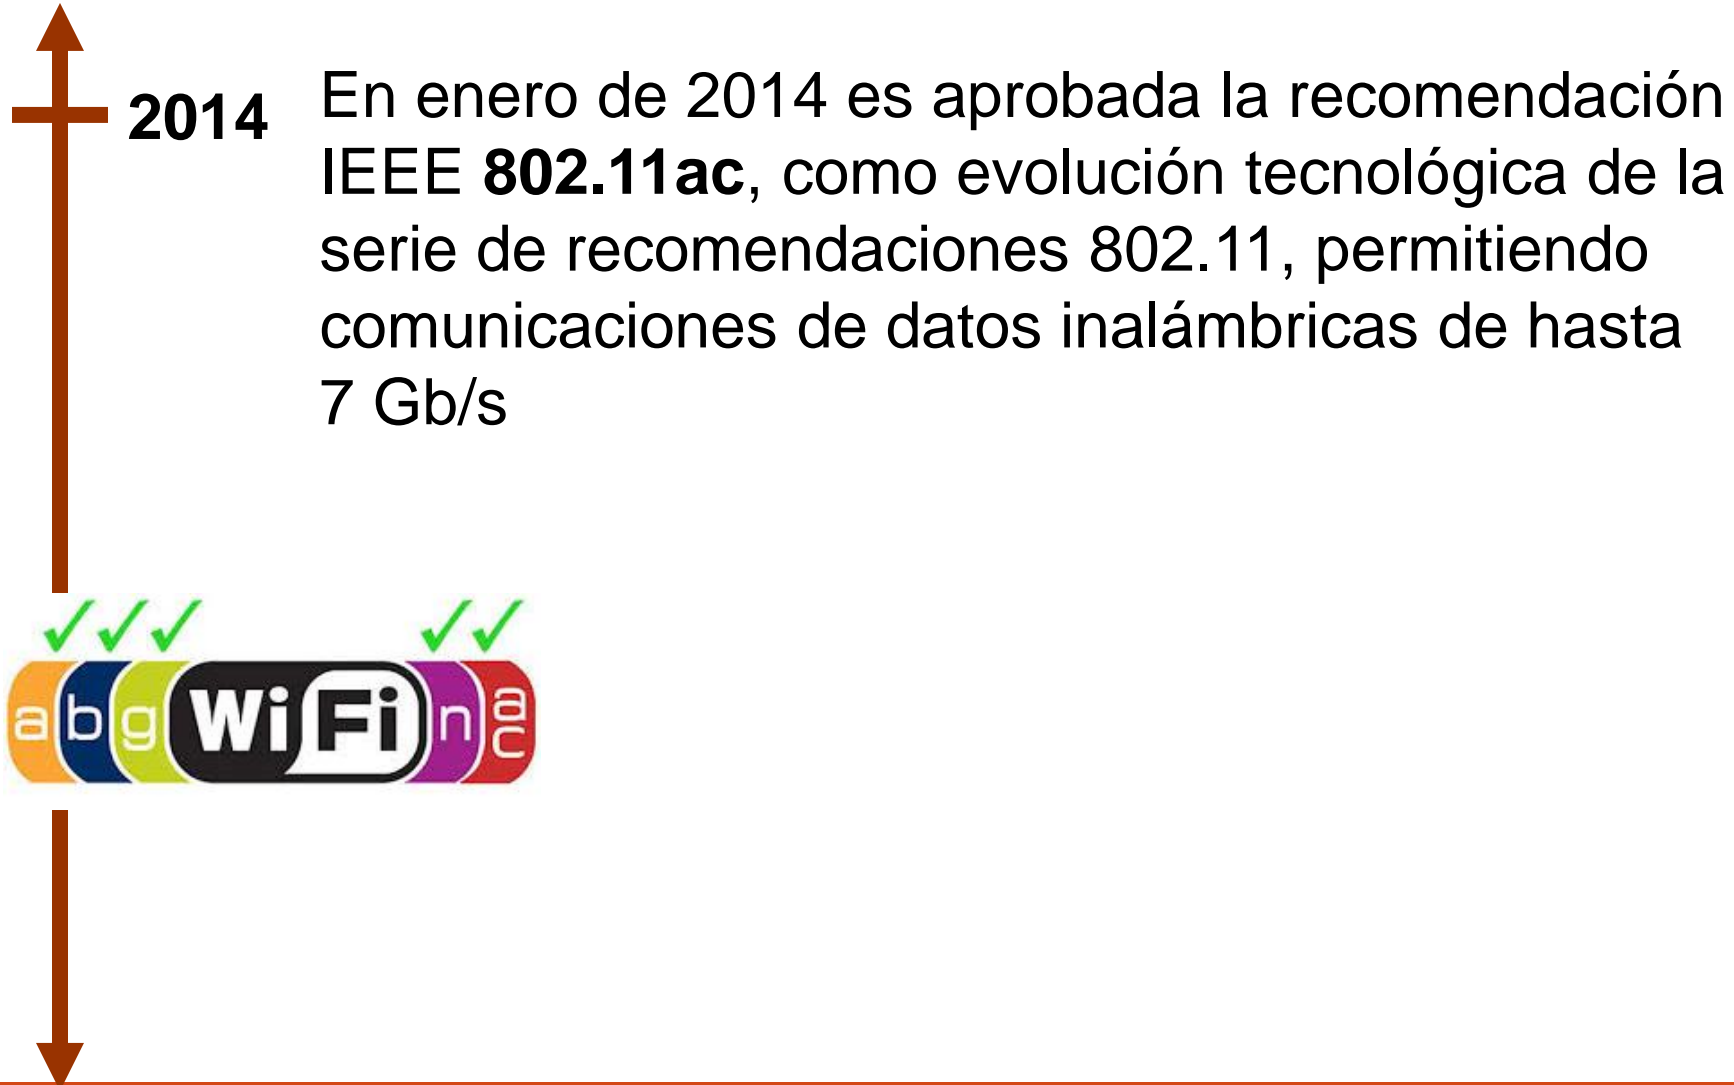 2014
En enero de 2014 es aprobada la recomendación
IEEE 802.11ac, como evolución tecnológica de la
serie de recomendaciones 802.11, permitiendo
comunicaciones de datos inalámbricas de hasta
7 Gb/s
a b g WiFi n ac